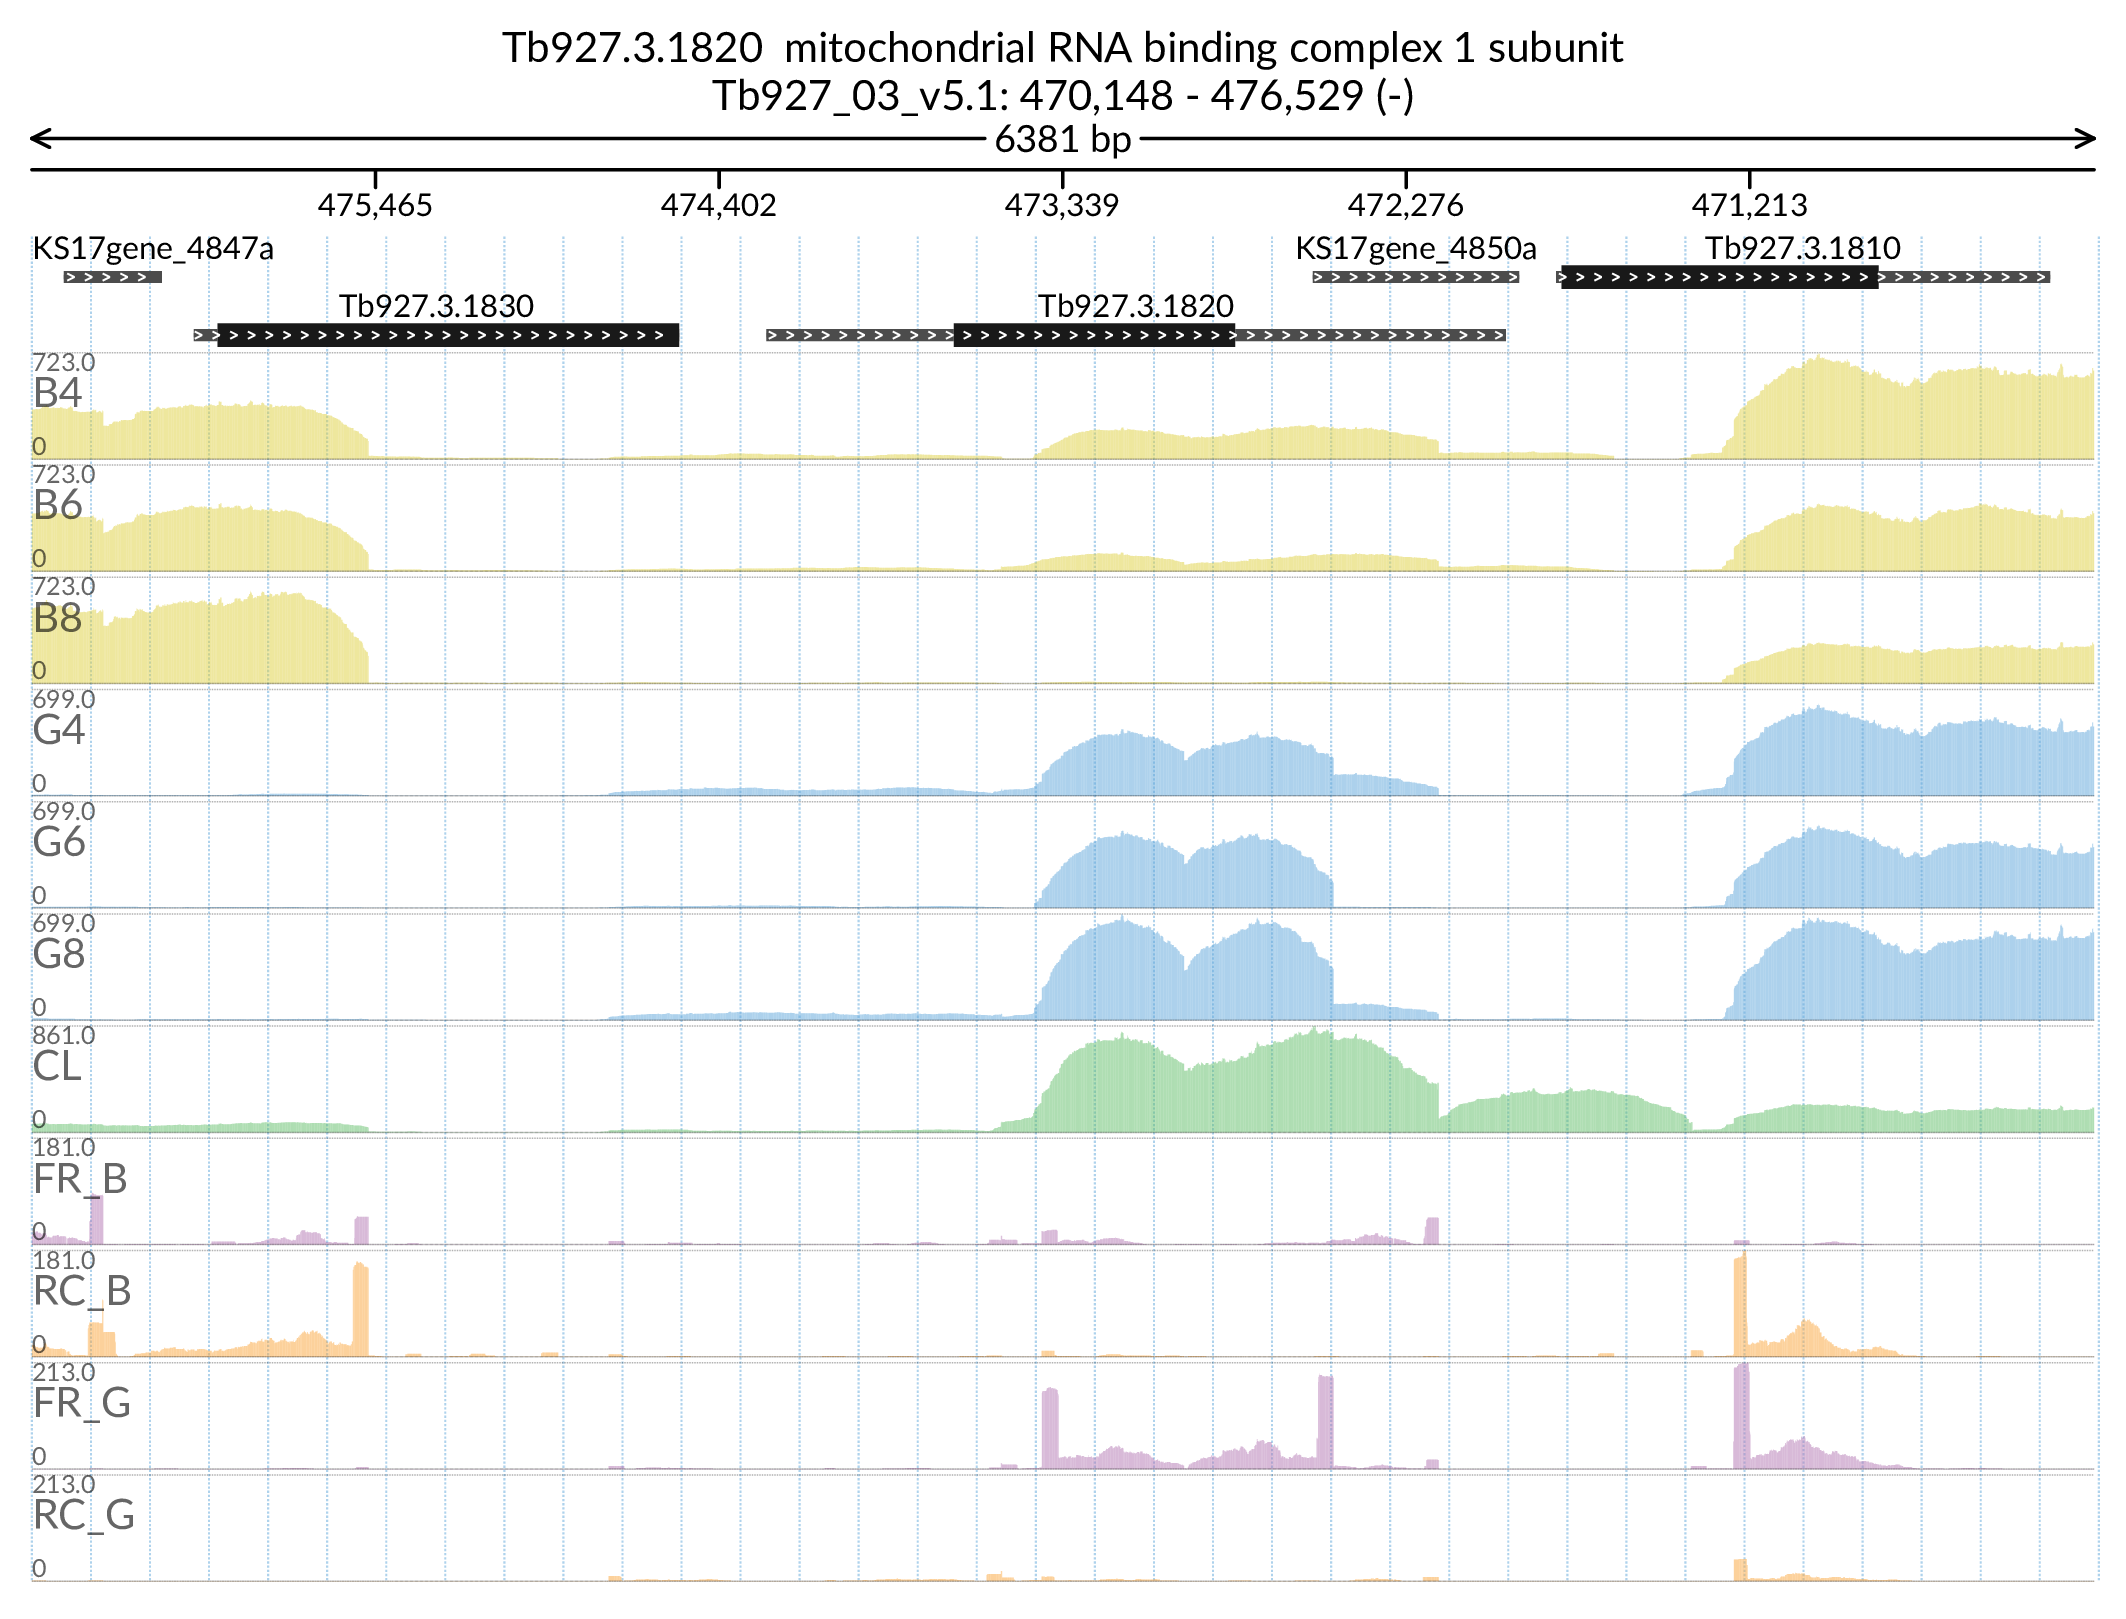 Tb927.3.1820 mitochondrial RNA binding complex 1 subunit
Tb927_03_v5.1: 470,148 - 476,529 (-)
6381 bp
475,465 474,402 473,339 472,276 471,213
KS17gene_4847a KS17gene_4850a Tb927.3.1810
Tb927.3.1830 Tb927.3.1820
723.0
B4
0
723.0
B6
0
723.0
B8
0
699.0
G4
0
699.0
G6
0
699.0
G8
0
861.0
CL
0
181.0
FR_B
0
181.0
RC_B
0
213.0
FR_G
0
213.0
RC_G
0